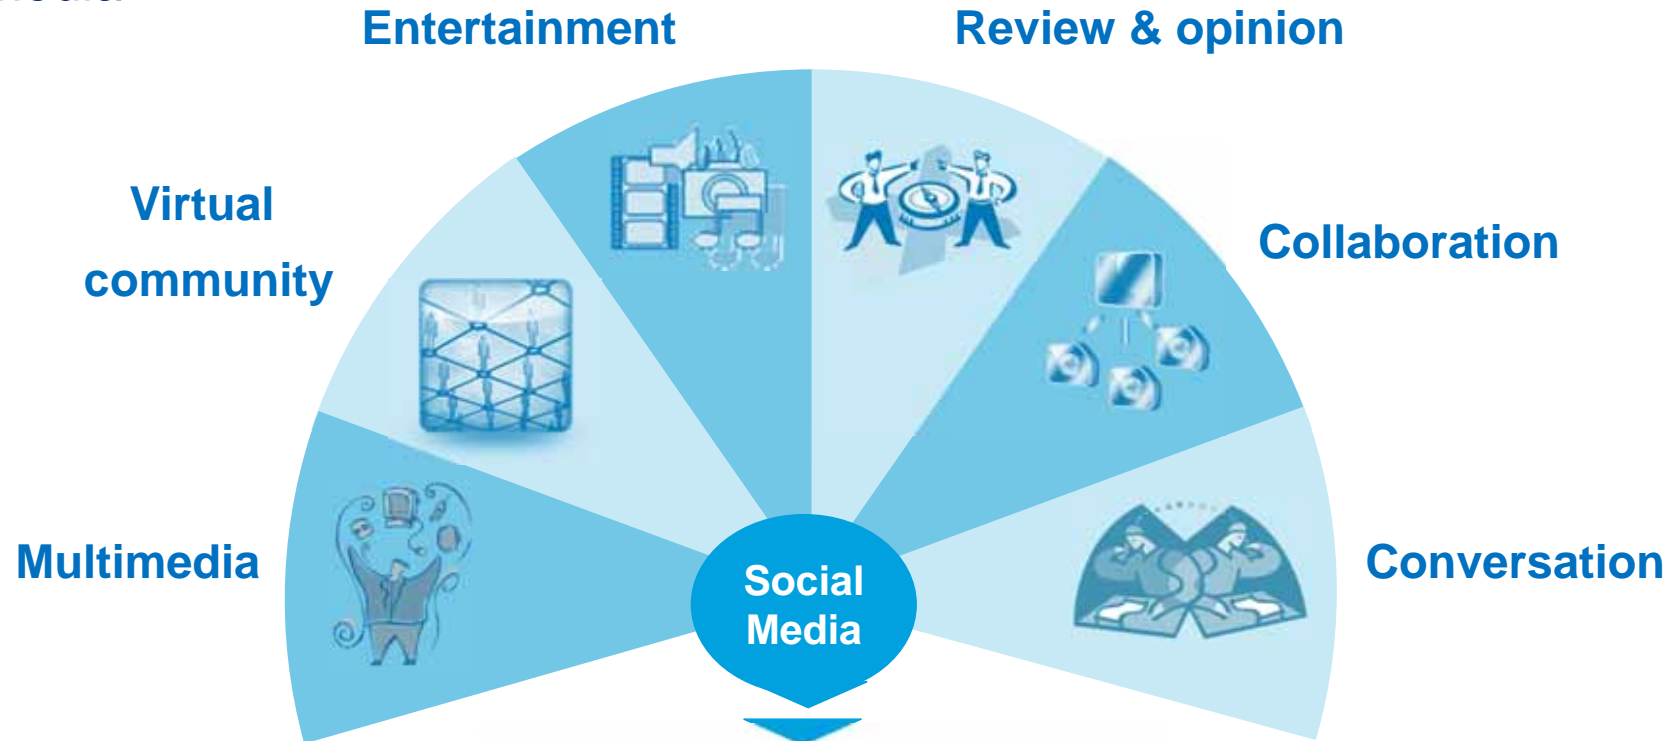 Entertainment
Review & opinion
Virtual
community
Collaboration
Multimedia
Conversation
Social
Media